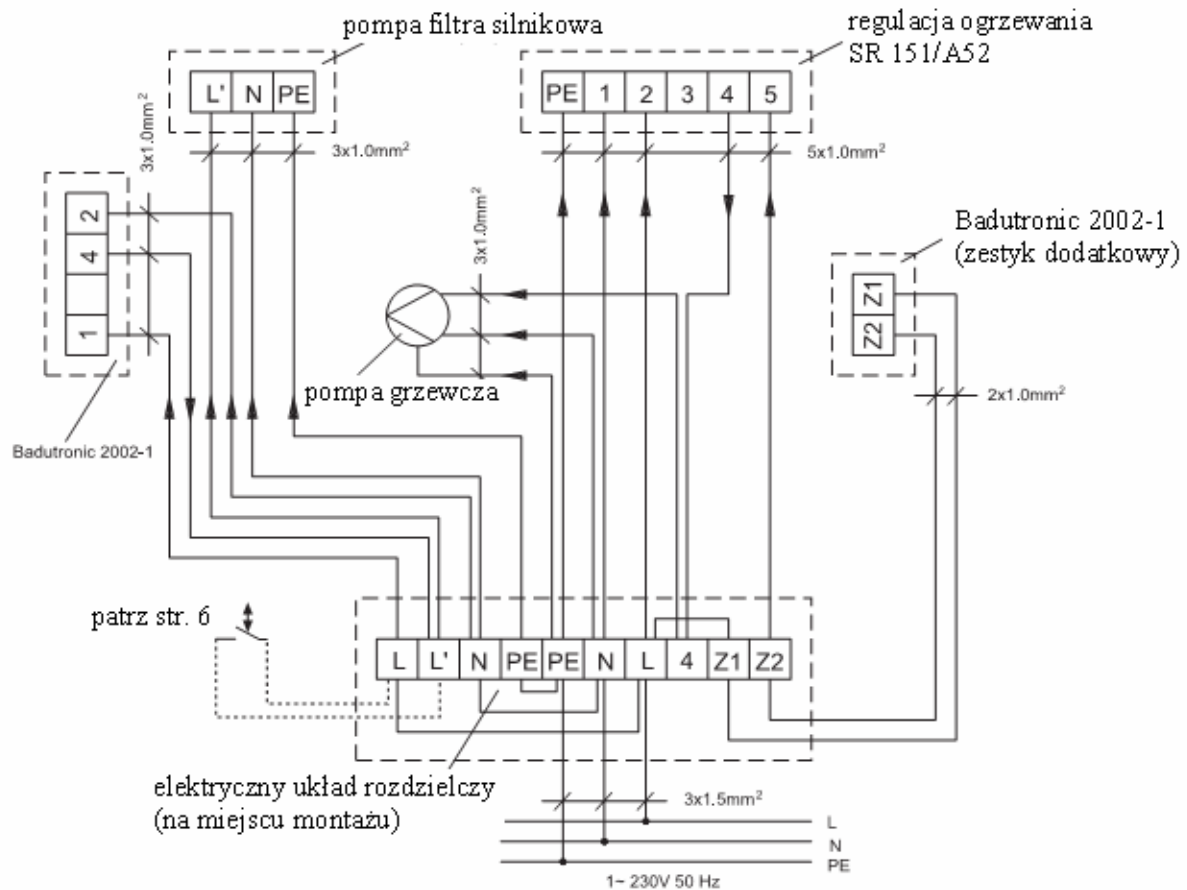 pompa filtra silnikowa
regulacja ogrzewania
SR 151/A52
L' N PE
PE 1 2 3 4 5
3x1.0mm²
3x1.0mm²
5x1.0mm²
2
4
1
3x1.0mm²
Badutronic 2002-1
(zestyk dodatkowy)
Z1
Z2
pompa grzewcza
2x1.0mm²
Badutronic 2002-1
patrz str. 6
L L' N PE PE N L 4 Z1 Z2
elektryczny układ rozdzielczy
(na miejscu montażu)
3x1.5mm²
L
N
PE
1~ 230V 50 Hz